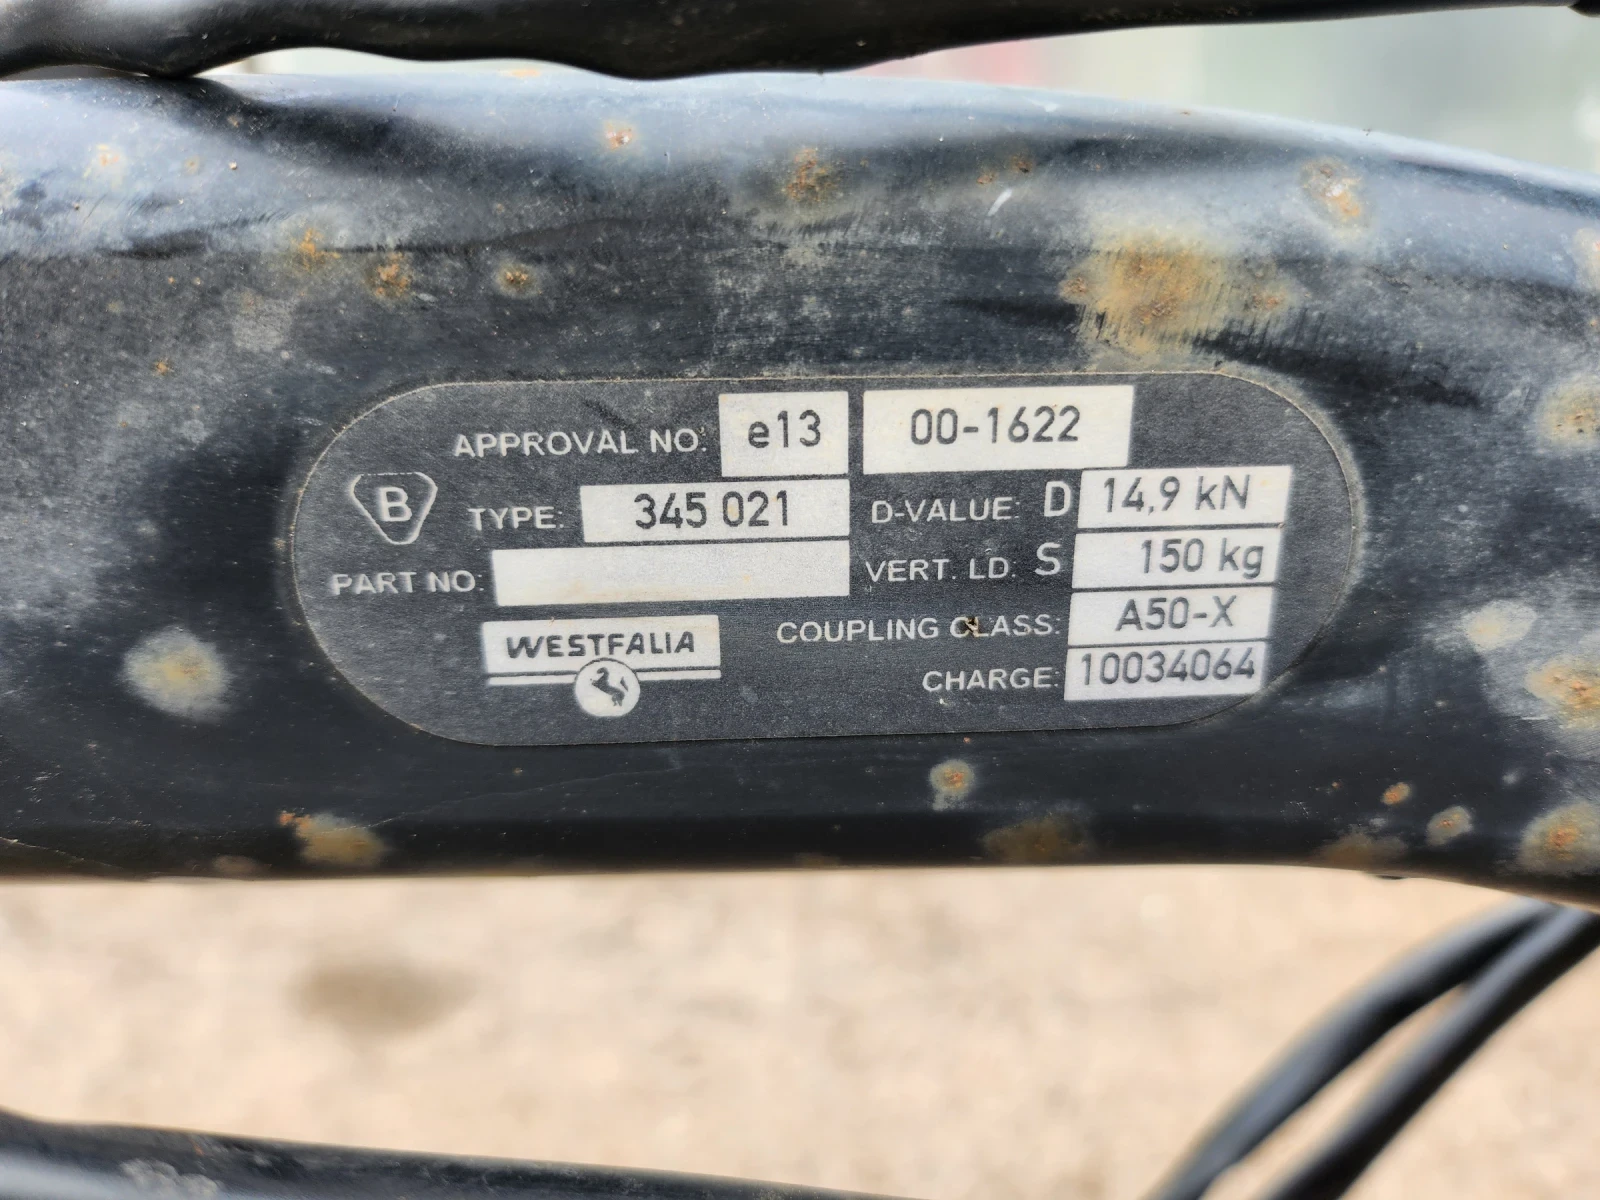 APPROVAL NO: e13 00-1622
B TYPE: 345 021 D-VALUE: D 14,9 kN
PART NO: VERT. LD. S 150 kg
WESTFALIA COUPLING CLASS: A50-X
CHARGE: 10034064